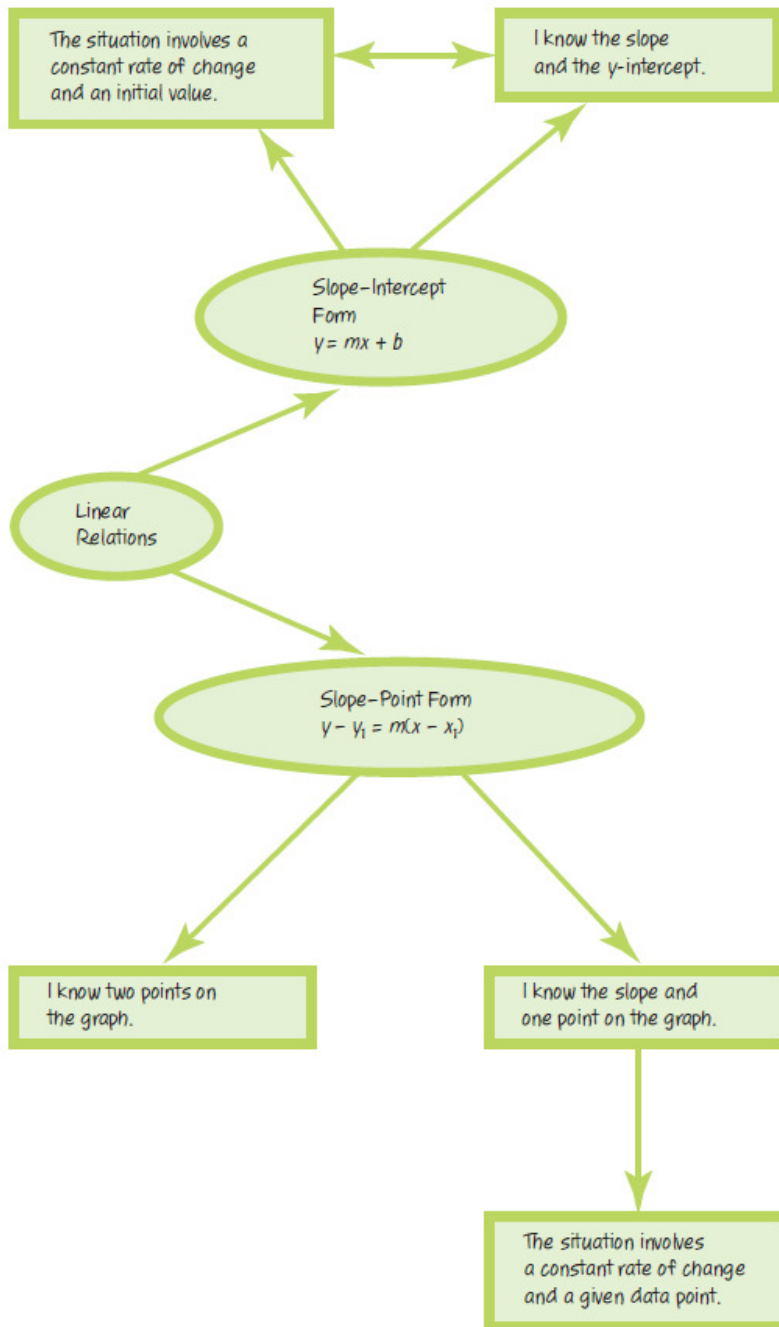 The situation involves a
constant rate of change
and an initial value.
I know the slope
and the y-intercept.
Slope-Intercept
Form
y = mx + b
Linear
Relations
Slope-Point Form
y – y₁ = m(x – x₁)
I know two points on
the graph.
I know the slope and
one point on the graph.
The situation involves
a constant rate of change
and a given data point.